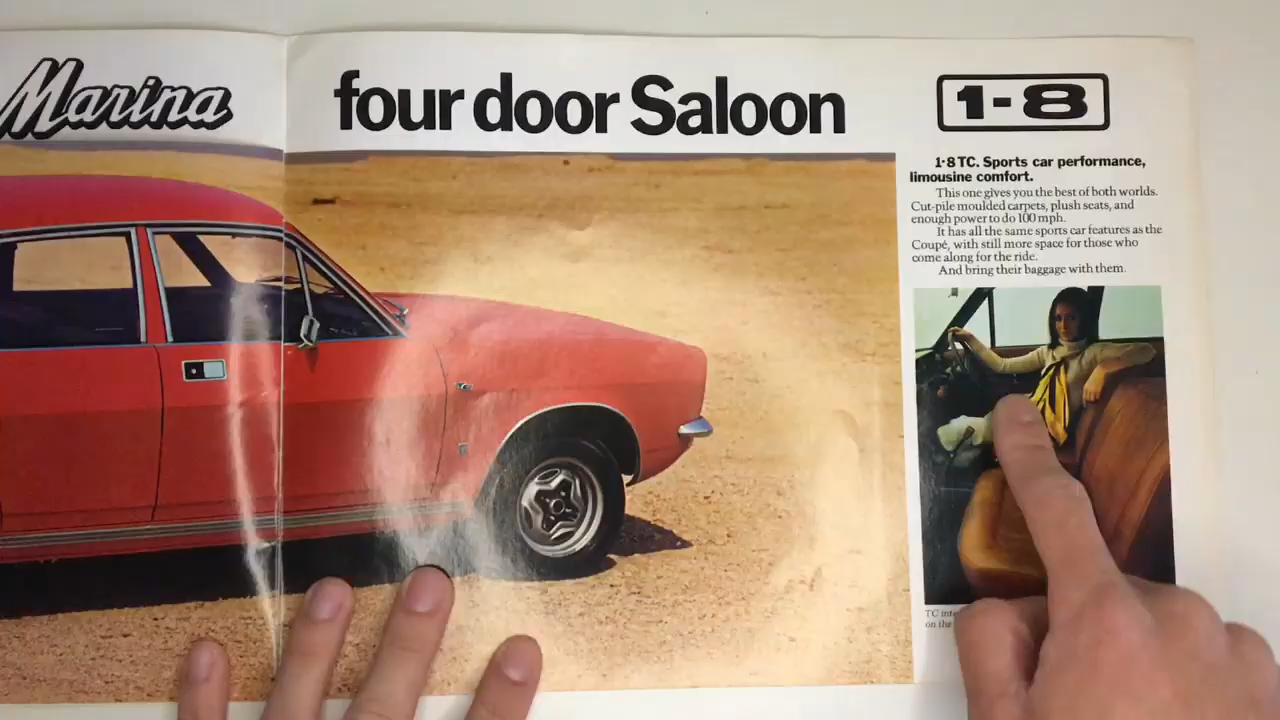 Marina four door Saloon
1-8
1·8 TC. Sports car performance,
limousine comfort.
This one gives you the best of both worlds.
Cut-pile moulded carpets, plush seats, and
enough power to do 100 mph.
It has all the same sports car features as the
Coupé, with still more space for those who
come along for the ride.
And bring their baggage with them.
TC
on the